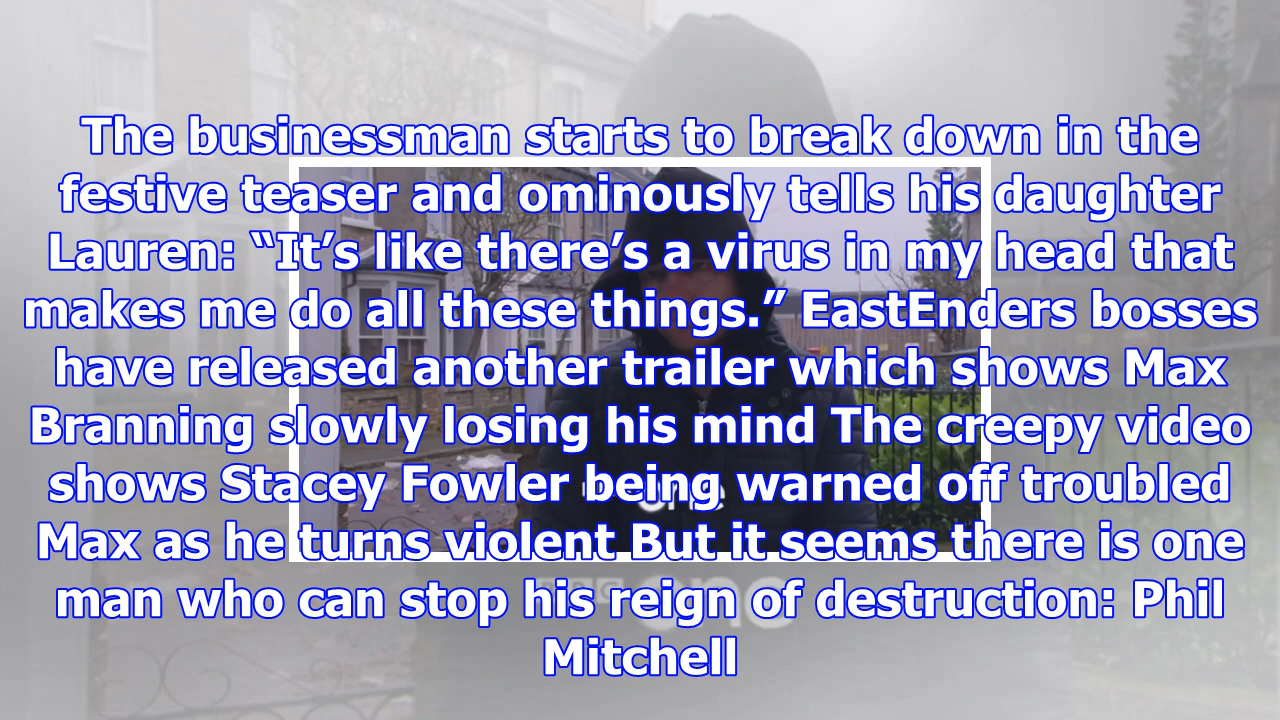 The businessman starts to break down in the
festive teaser and ominously tells his daughter
Lauren: “It’s like there’s a virus in my head that
makes me do all these things.” EastEnders bosses
have released another trailer which shows Max
Branning slowly losing his mind The creepy video
shows Stacey Fowler being warned off troubled
Max as he turns violent But it seems there is one
man who can stop his reign of destruction: Phil
Mitchell
one
one